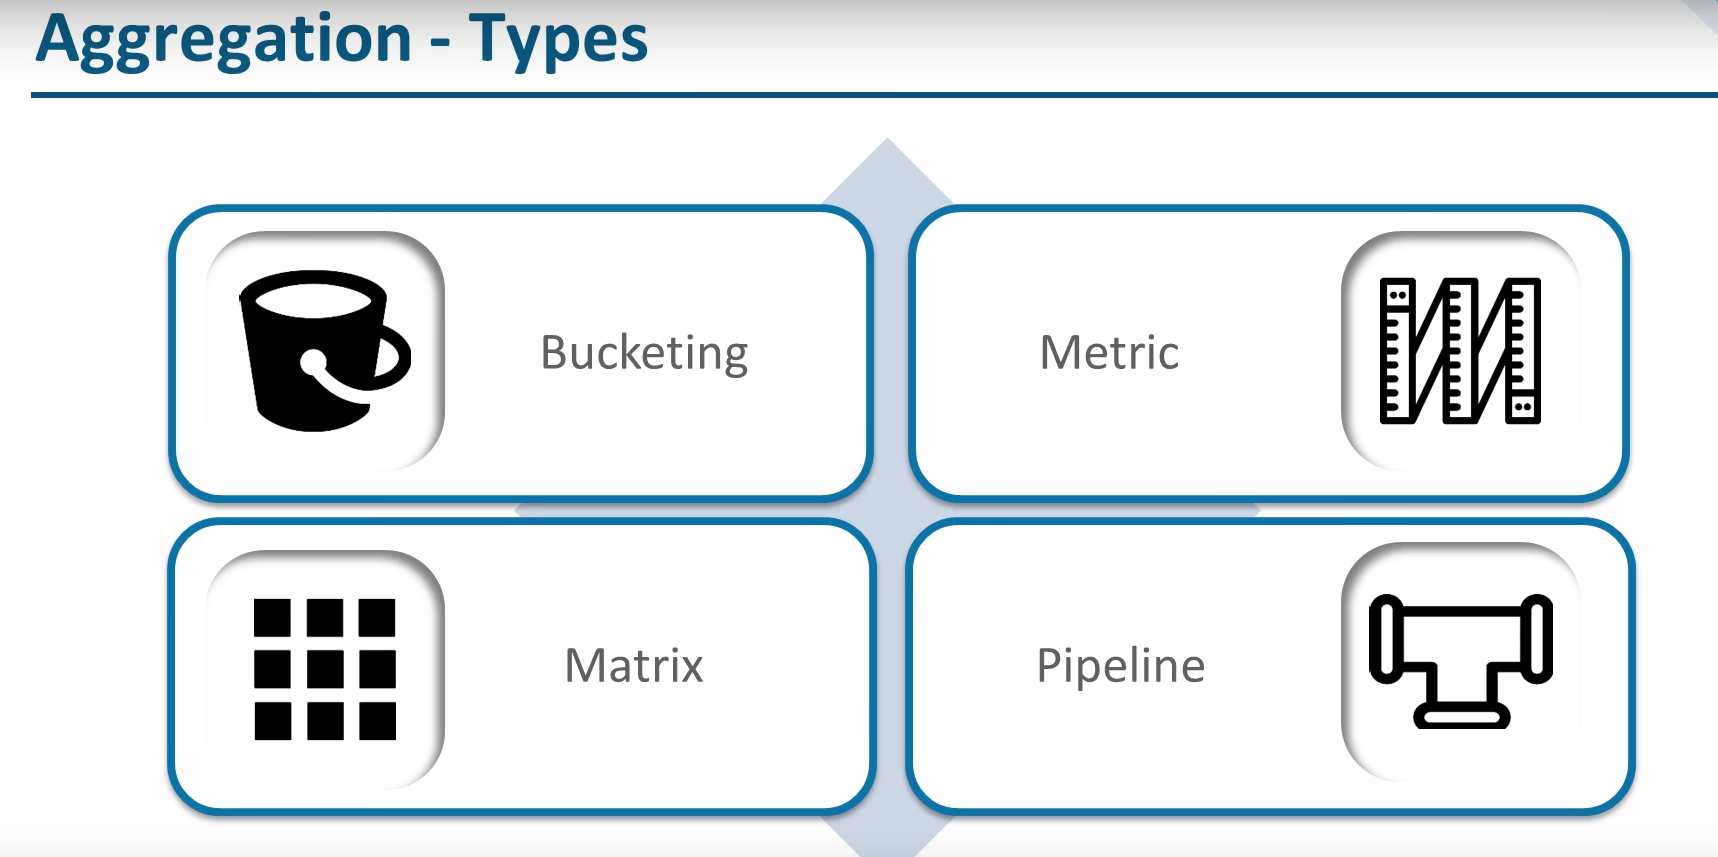 Aggregation - Types
Bucketing
Metric
Matrix
Pipeline